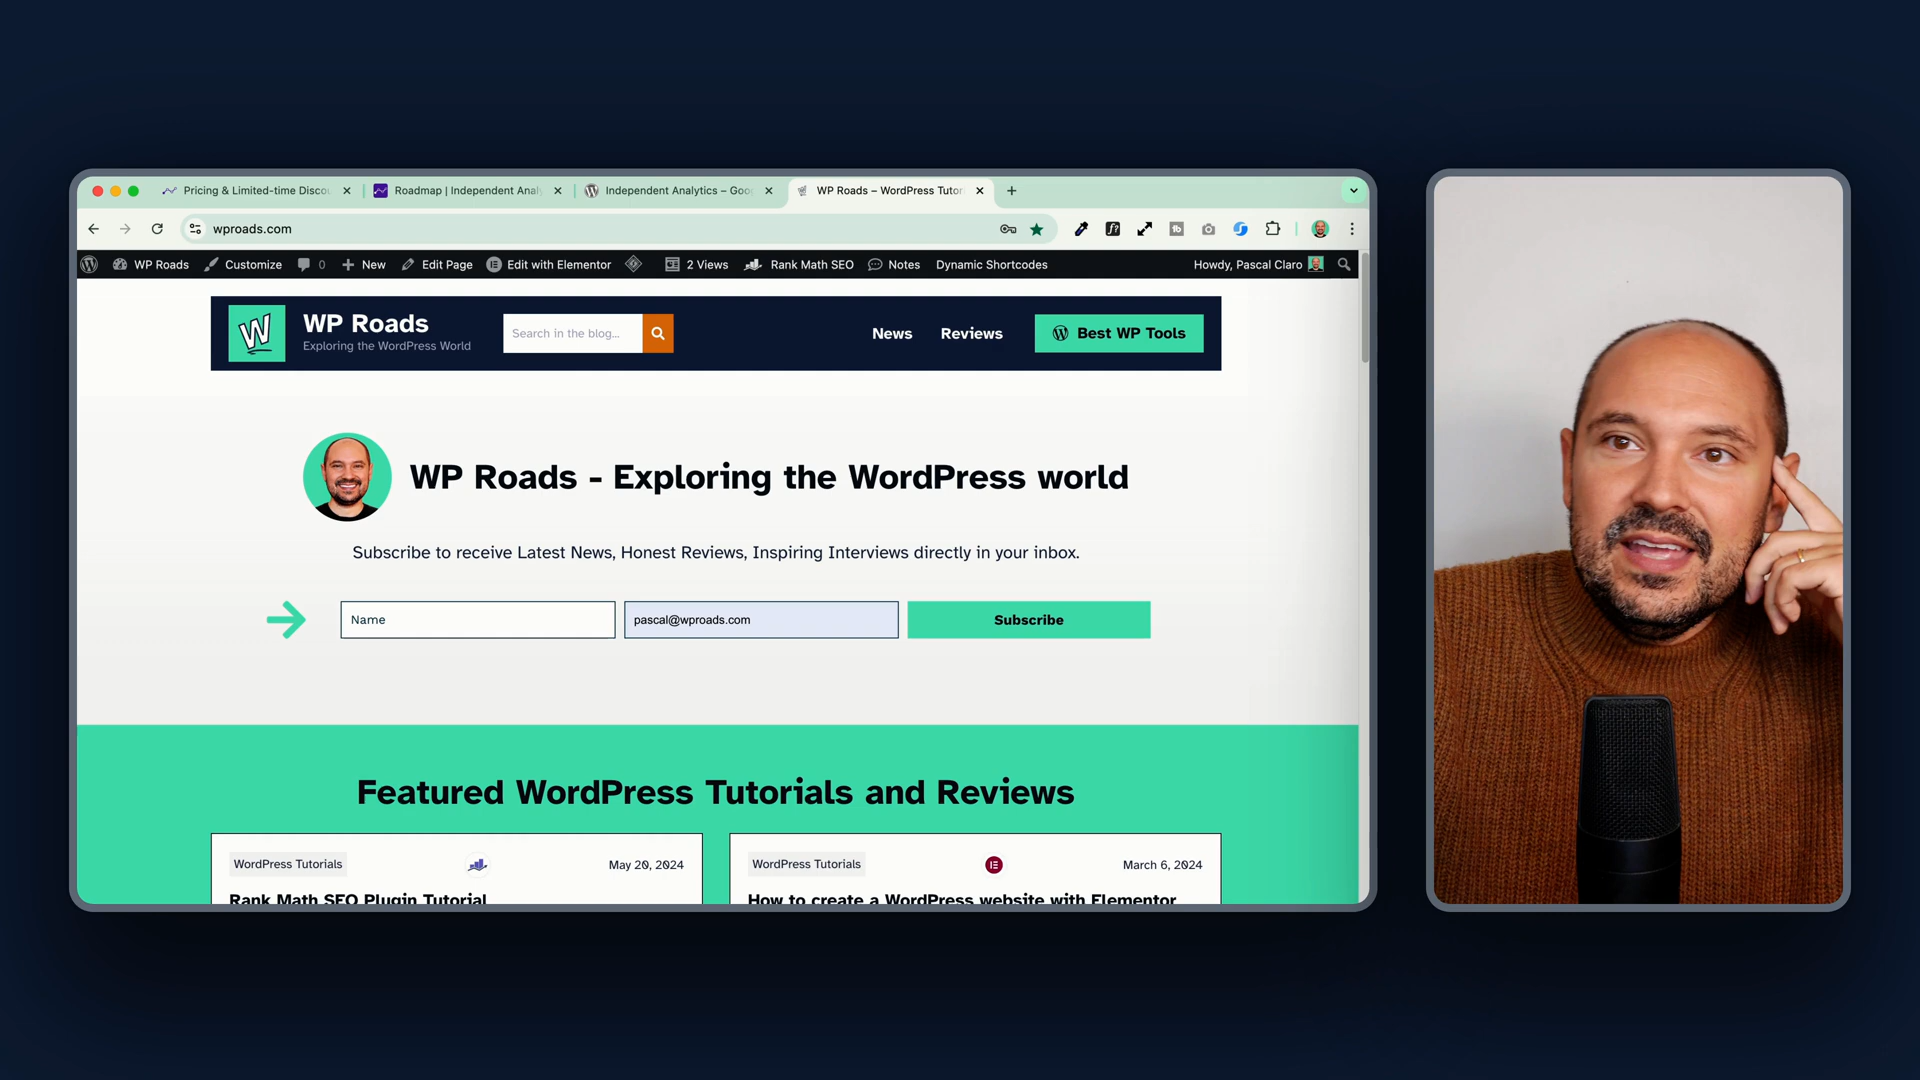 Pricing & Limited-time Disco
Roadmap | Independent Anal
Independent Analytics – Goo
WP Roads – WordPress Tutor
wproads.com
WP Roads
Customize
0
New
Edit Page
Edit with Elementor
2 Views
Rank Math SEO
Notes
Dynamic Shortcodes
Howdy, Pascal Claro
WP Roads
Exploring the WordPress World
Search in the blog...
News
Reviews
Best WP Tools
WP Roads - Exploring the WordPress world
Subscribe to receive Latest News, Honest Reviews, Inspiring Interviews directly in your inbox.
Name
pascal@wproads.com
Subscribe
Featured WordPress Tutorials and Reviews
WordPress Tutorials
May 20, 2024
Rank Math SEO Plugin Tutorial
WordPress Tutorials
March 6, 2024
How to create a WordPress website with Elementor